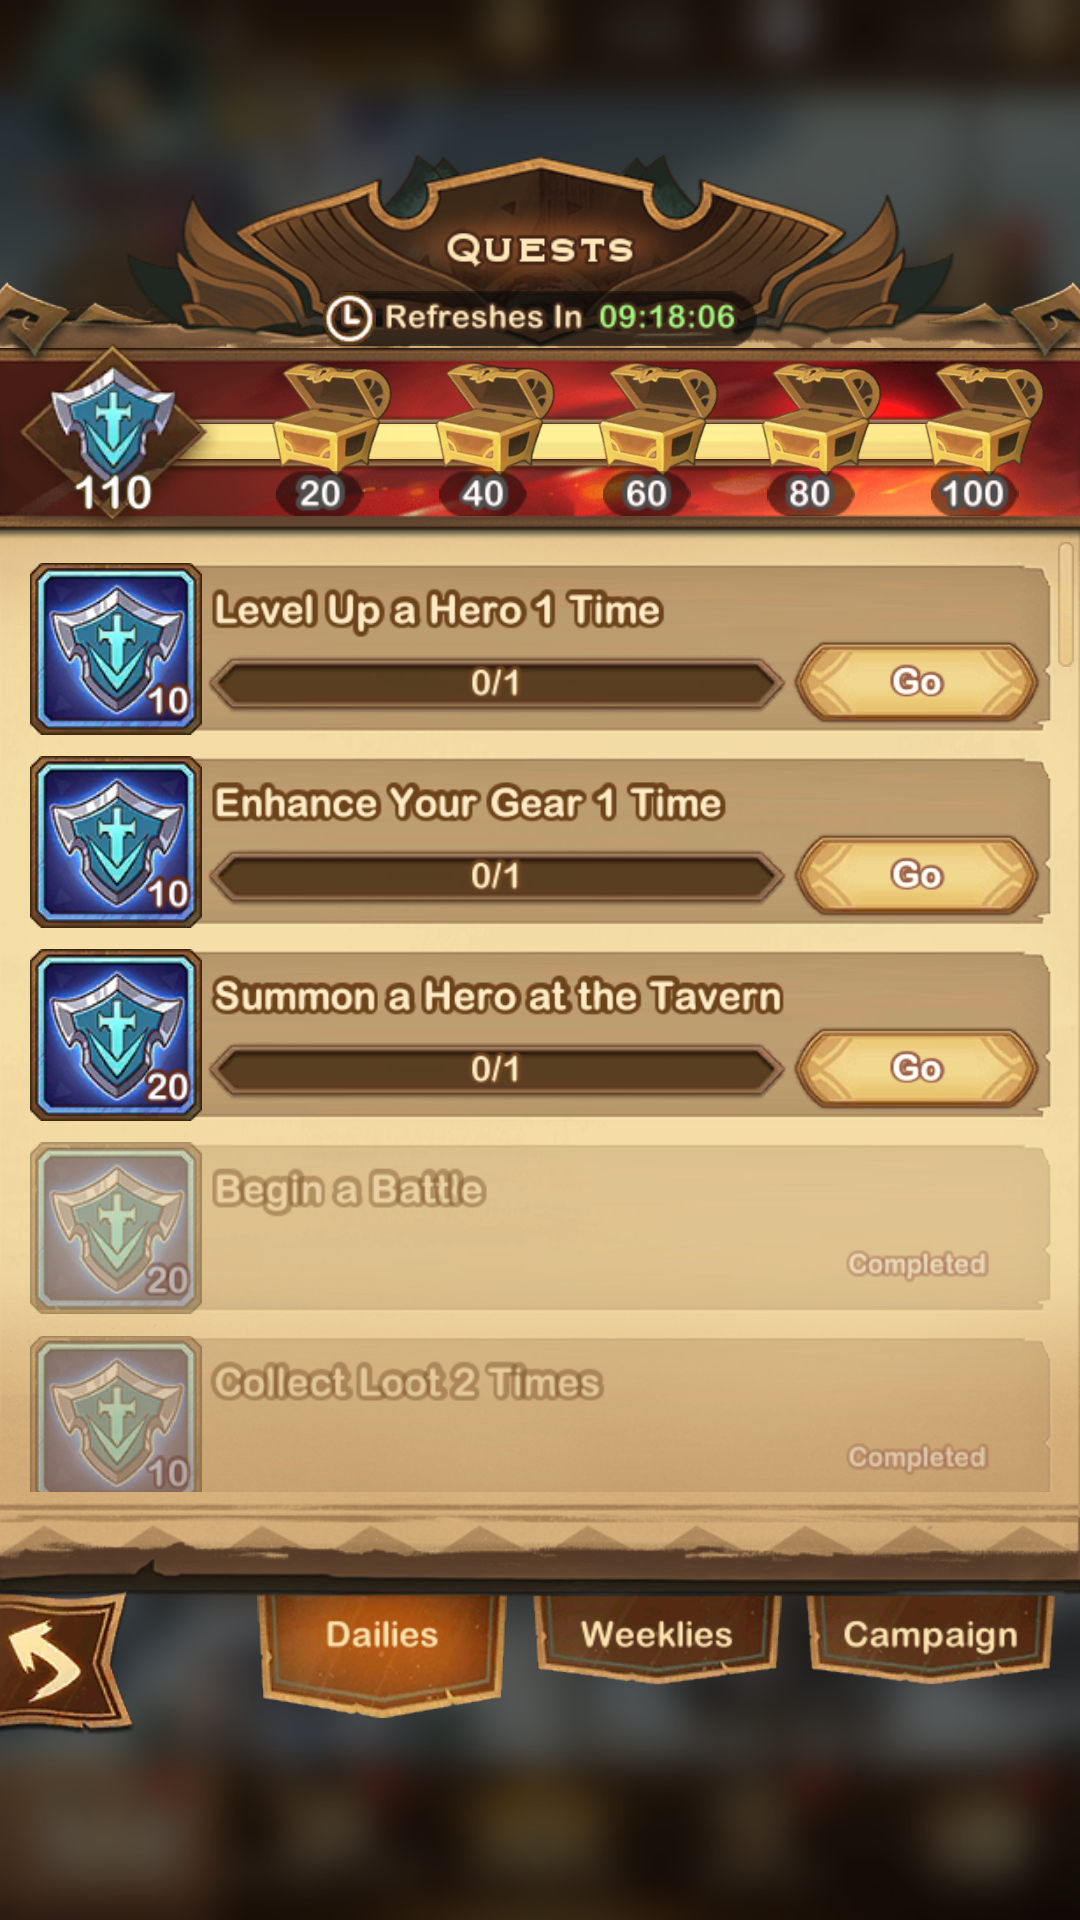 QUESTS
Refreshes In 09:18:06
110
20 40 60 80 100
Level Up a Hero 1 Time
10
0/1
Go
Enhance Your Gear 1 Time
10
0/1
Go
Summon a Hero at the Tavern
20
0/1
Go
Begin a Battle
20
Completed
Collect Loot 2 Times
10
Completed
Dailies Weeklies Campaign